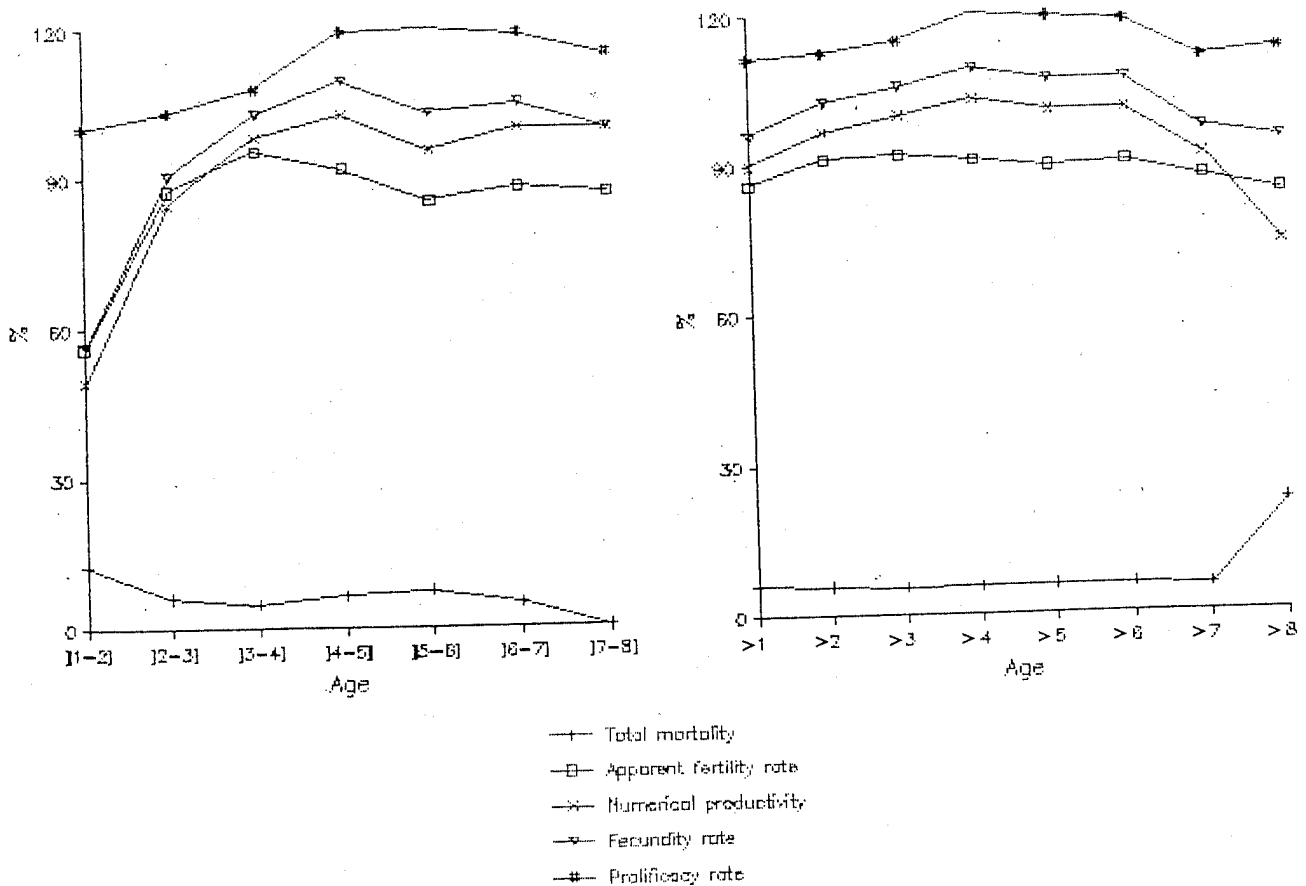 120
90
%
60
30
0
]1-2] ]2-3] ]3-4] ]4-5] ]5-6] ]6-7] ]7-8]
Age
120
90
%
60
30
0
>1 >2 >3 >4 >5 >6 >7 >8
Age
Total mortality
Apparent fertility rate
Numerical productivity
Fecundity rate
Prolificacy rate